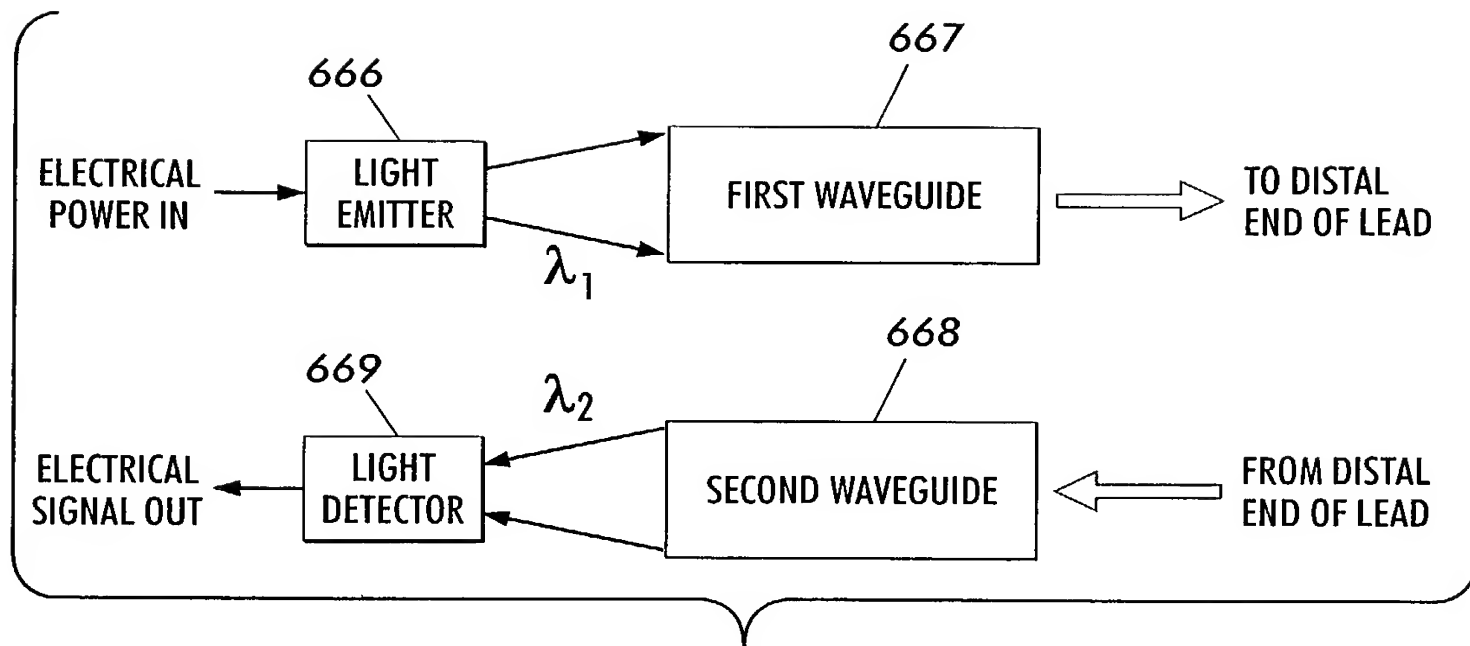 666
667
ELECTRICAL
POWER IN
LIGHT
EMITTER
λ1
FIRST WAVEGUIDE
TO DISTAL
END OF LEAD
669
668
λ2
ELECTRICAL
SIGNAL OUT
LIGHT
DETECTOR
SECOND WAVEGUIDE
FROM DISTAL
END OF LEAD